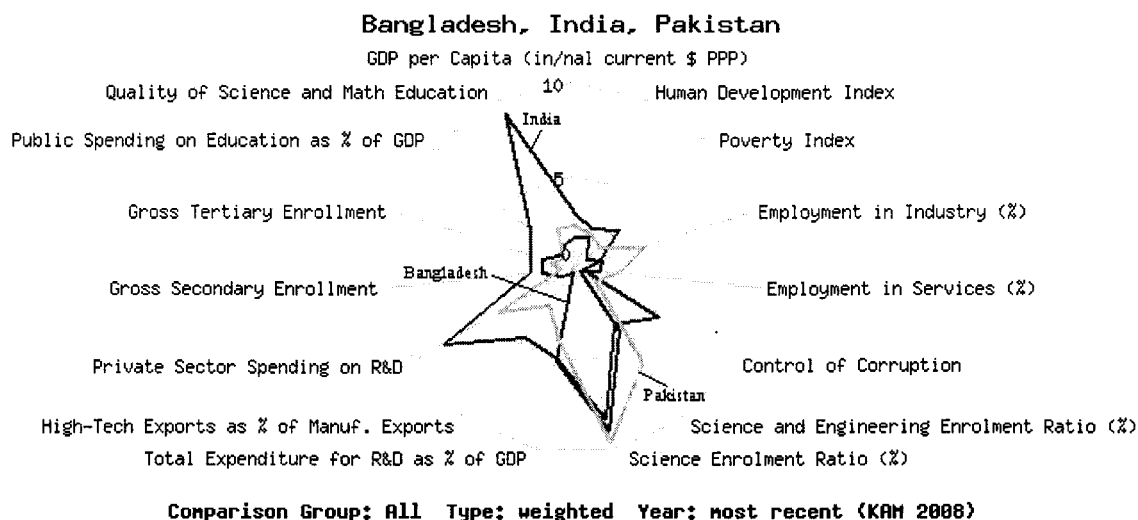 Bangladesh, India, Pakistan
GDP per Capita (in/nal current $ PPP)
10
Quality of Science and Math Education
Human Development Index
India
Public Spending on Education as % of GDP
Poverty Index
5
Gross Tertiary Enrollment
Employment in Industry (%)
0
Bangladesh
Gross Secondary Enrollment
Employment in Services (%)
Private Sector Spending on R&D
Control of Corruption
Pakistan
High-Tech Exports as % of Manuf. Exports
Science and Engineering Enrolment Ratio (%)
Total Expenditure for R&D as % of GDP
Science Enrolment Ratio (%)
Comparison Group: All Type: weighted Year: most recent (KAM 2008)